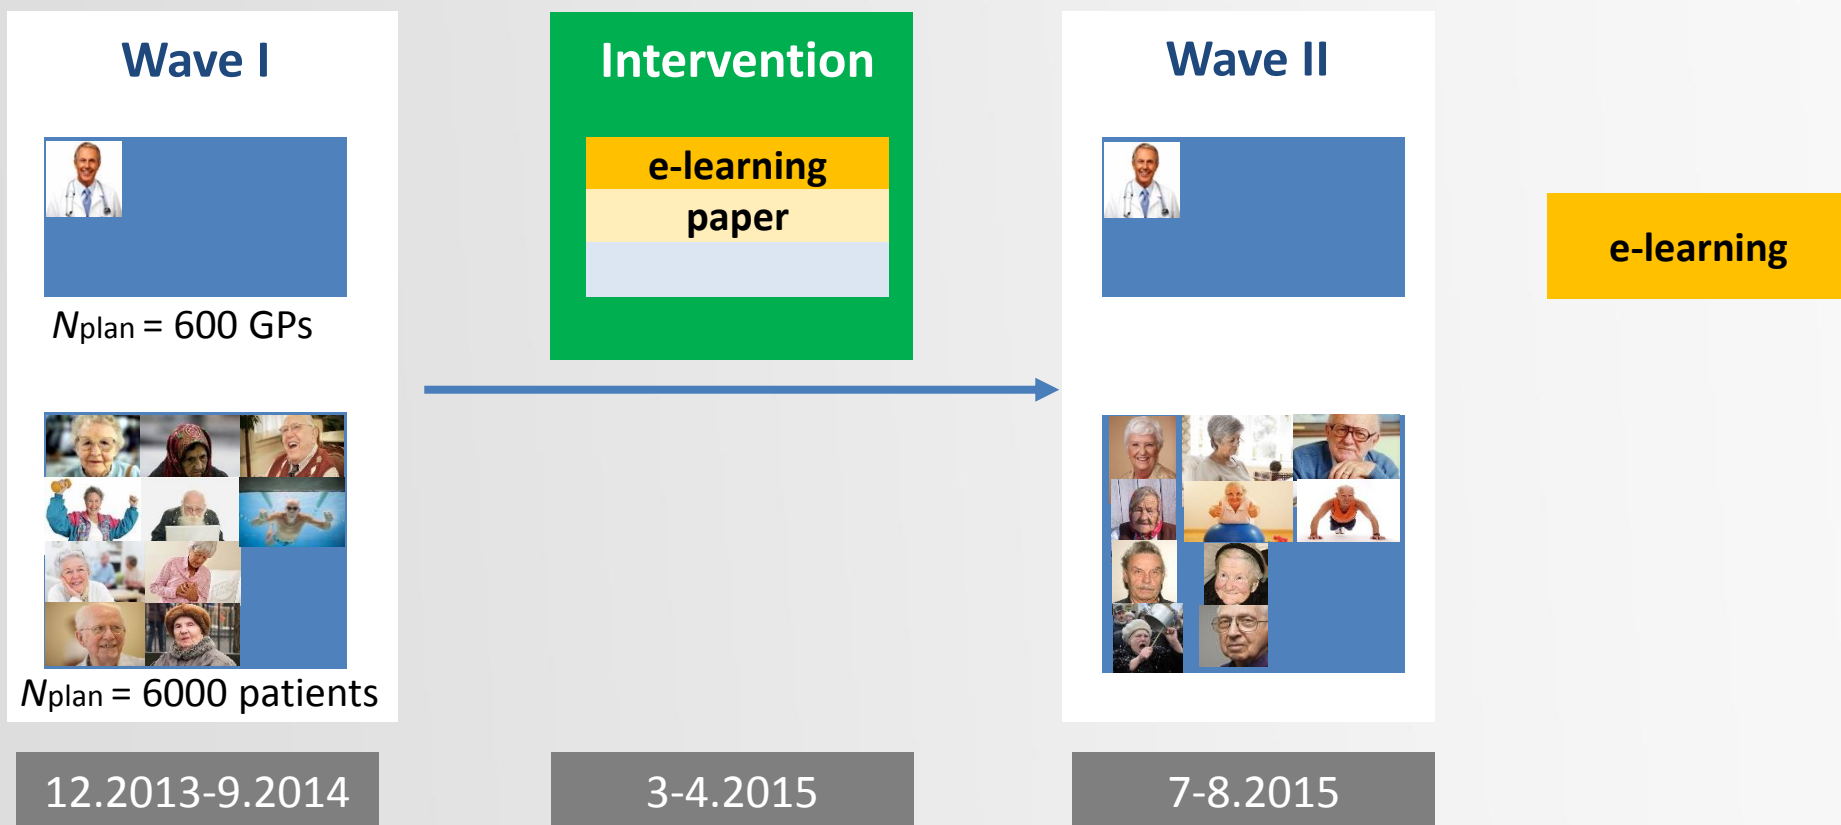 Wave I
Intervention
Wave II
e-learning
paper
e-learning
Nplan = 600 GPs
Nplan = 6000 patients
12.2013-9.2014
3-4.2015
7-8.2015